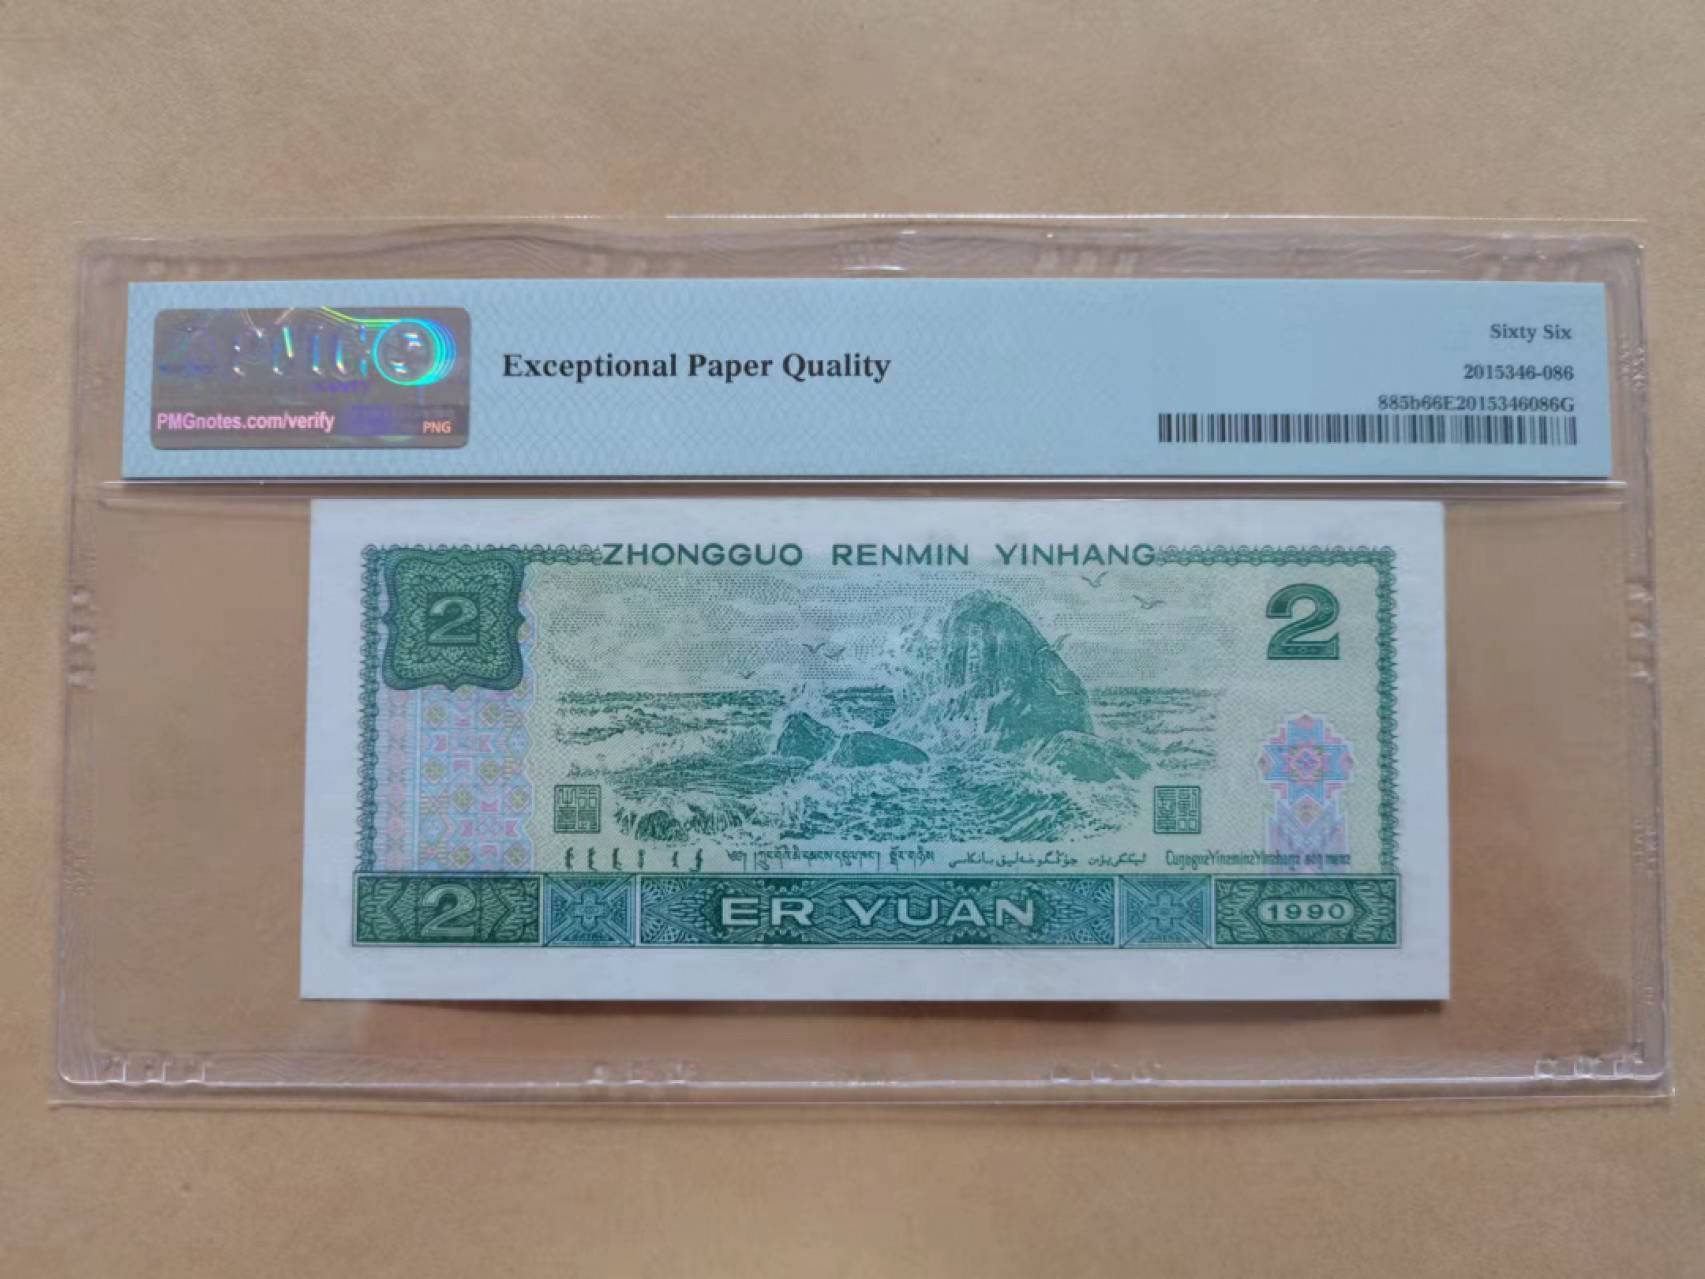 PMG
PMGnotes.com/verify
PNG
Exceptional Paper Quality
Sixty Six
2015346-086
885b66E2015346086G
ZHONGGUO RENMIN YINHANG
2
2
2
ER YUAN
1990